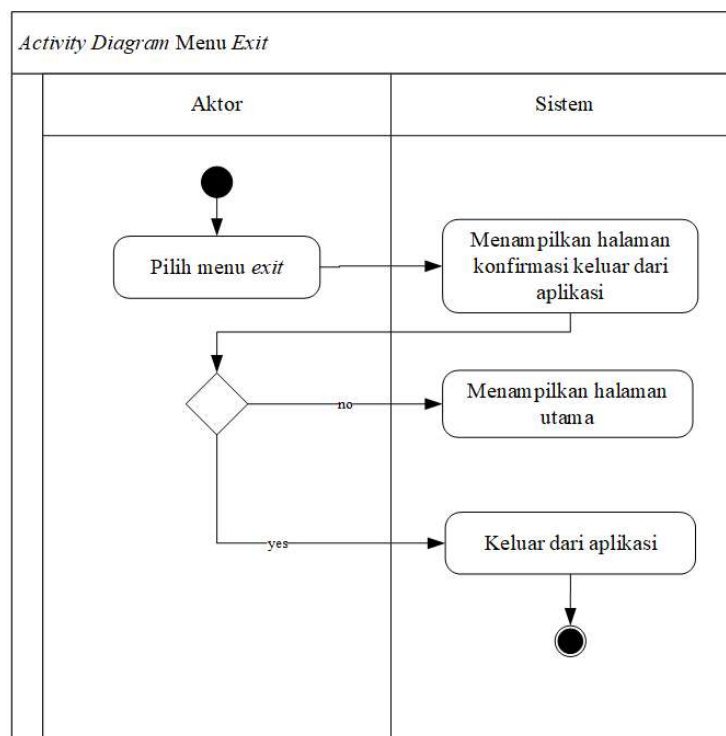 Activity Diagram Menu Exit
Aktor
Sistem
Pilih menu exit
Menampilkan halaman
konfirmasi keluar dari
aplikasi
no
Menampilkan halaman
utama
yes
Keluar dari aplikasi